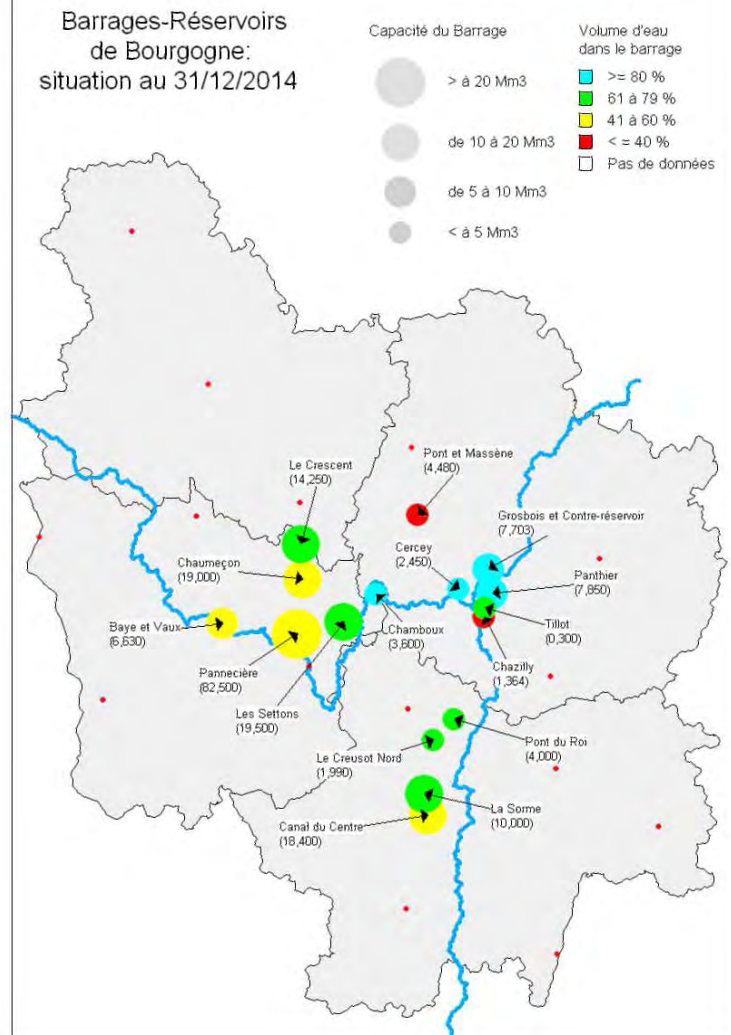 Barrages-Réservoirs
de Bourgogne:
situation au 31/12/2014
Capacité du Barrage
> à 20 Mm3
de 10 à 20 Mm3
de 5 à 10 Mm3
< à 5 Mm3
Volume d'eau
dans le barrage
>= 80 %
61 à 79 %
41 à 60 %
< = 40 %
Pas de données
Le Crescent
(14,250)
Pont et Massène
(4,480)
Grosbois et Contre-réservoir
(7,703)
Chaumeçon
(19,000)
Cercey
(2,450)
Panthier
(7,850)
Baye et Vaux
(6,630)
Chamboux
(3,600)
Tillot
(0,300)
Pannecière
(82,500)
Chazilly
(1,364)
Les Settons
(19,500)
Le Creusot Nord
(1,990)
Pont du Roi
(4,000)
La Sorme
(10,000)
Canal du Centre
(18,400)